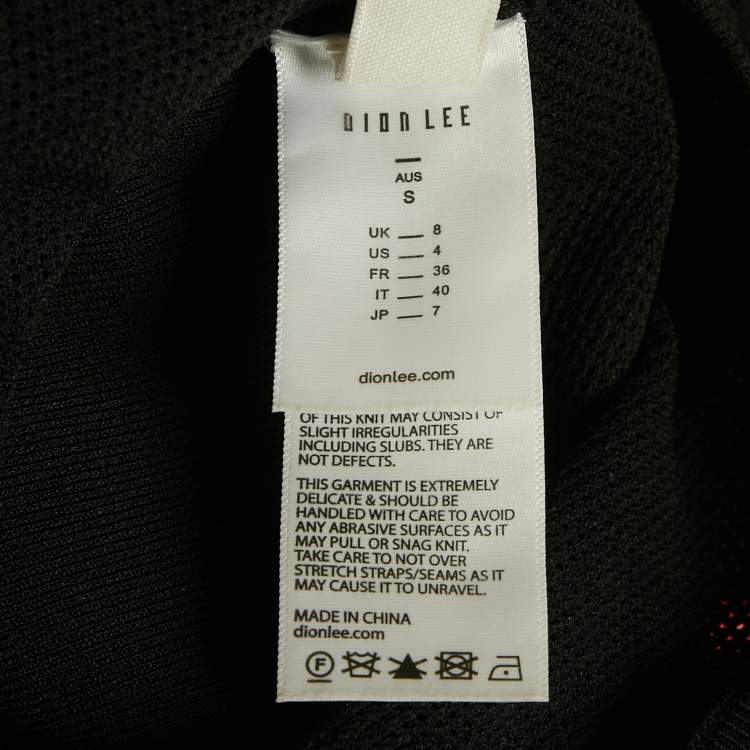 DION LEE
AUS
S
UK — 8
US — 4
FR — 36
IT — 40
JP — 7
dionlee.com
OF THIS KNIT MAY CONSIST OF
SLIGHT IRREGULARITIES
INCLUDING SLUBS. THEY ARE
NOT DEFECTS.
THIS GARMENT IS EXTREMELY
DELICATE & SHOULD BE
HANDLED WITH CARE TO AVOID
ANY ABRASIVE SURFACES AS IT
MAY PULL OR SNAG KNIT.
TAKE CARE TO NOT OVER
STRETCH STRAPS/SEAMS AS IT
MAY CAUSE IT TO UNRAVEL.
MADE IN CHINA
dionlee.com
F